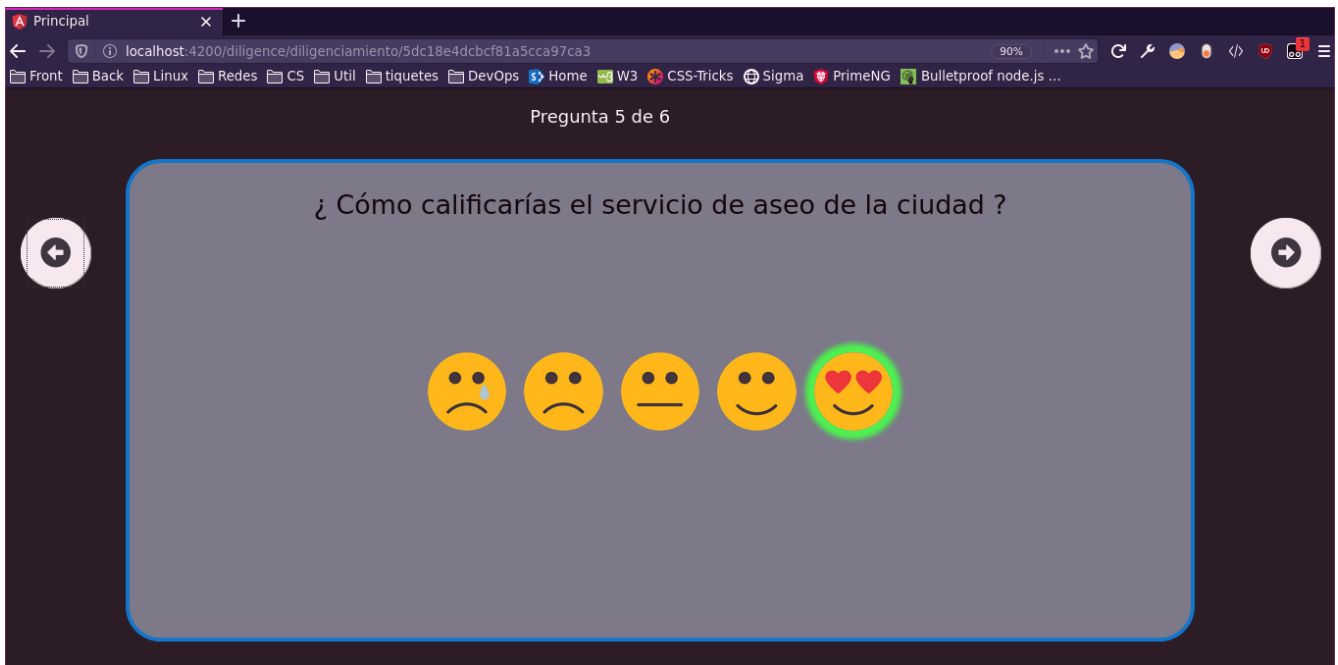 Principal
localhost:4200/diligence/diligenciamiento/5dc18e4dcbcf81a5cca97ca3 90%
Front Back Linux Redes CS Util tiquetes DevOps Home W3 CSS-Tricks Sigma PrimeNG Bulletproof node.js ...
Pregunta 5 de 6
¿ Cómo calificarías el servicio de aseo de la ciudad ?